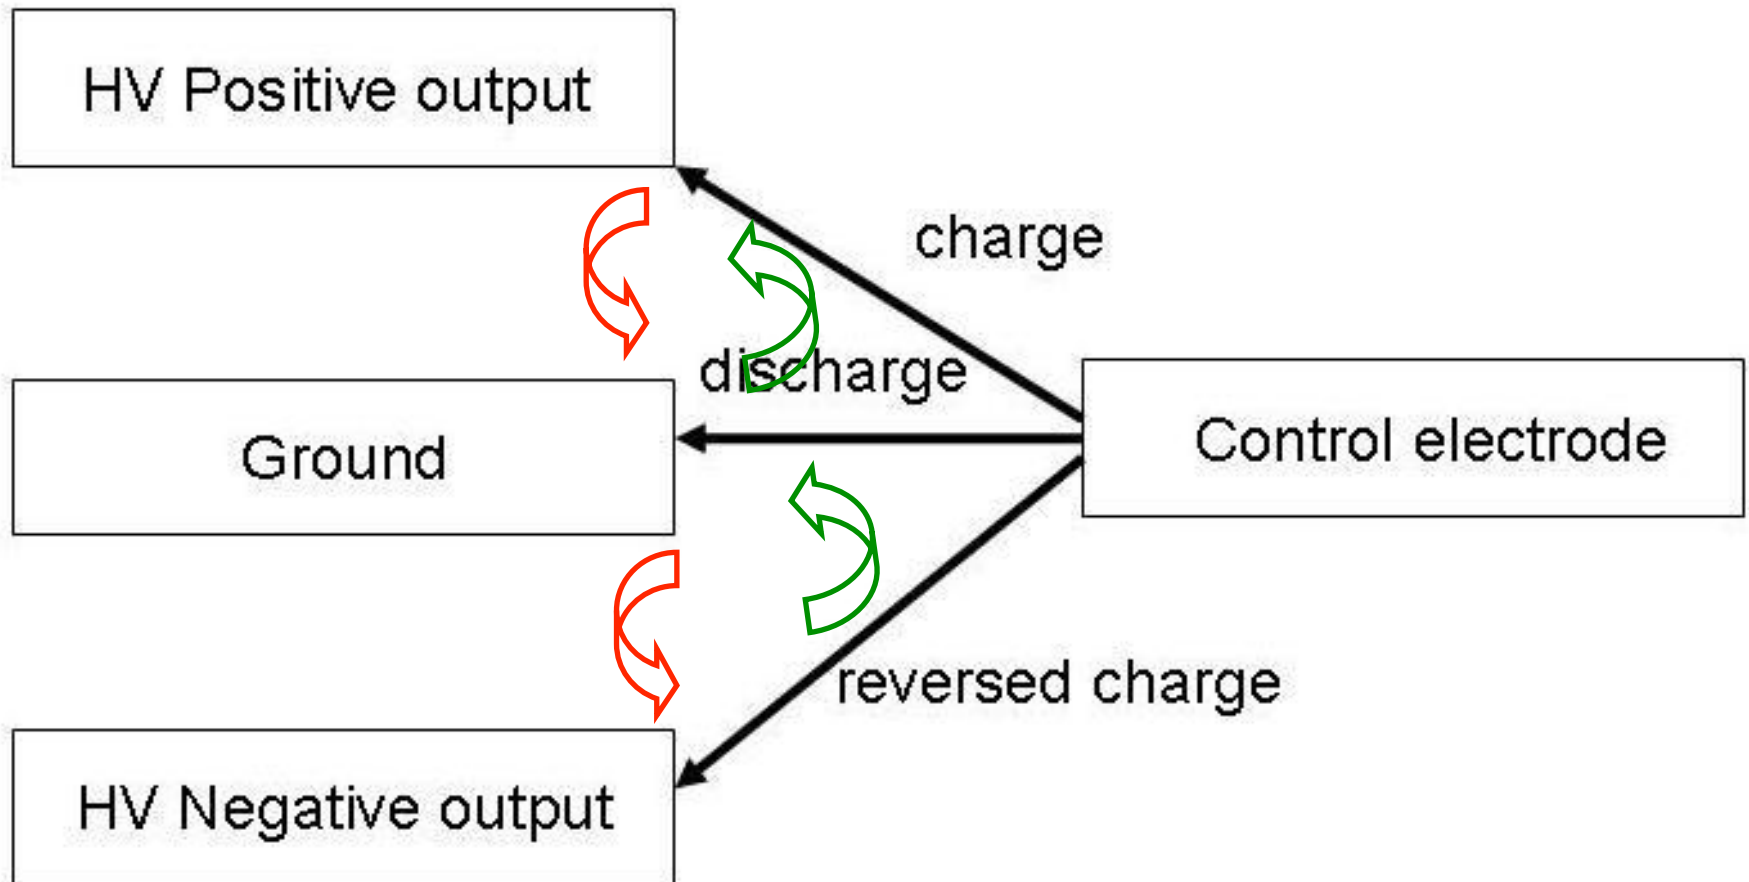 HV Positive output
charge
discharge
Ground
Control electrode
reversed charge
HV Negative output